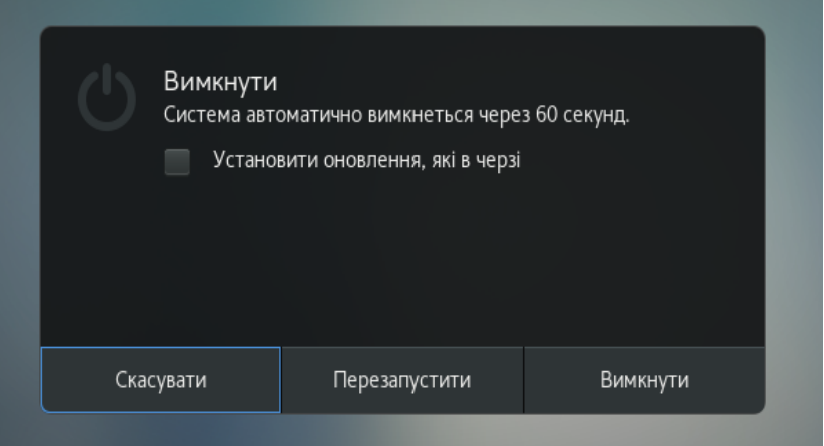 Вимкнути
Система автоматично вимкнеться через 60 секунд.
Установити оновлення, які в черзі
Скасувати
Перезапустити
Вимкнути